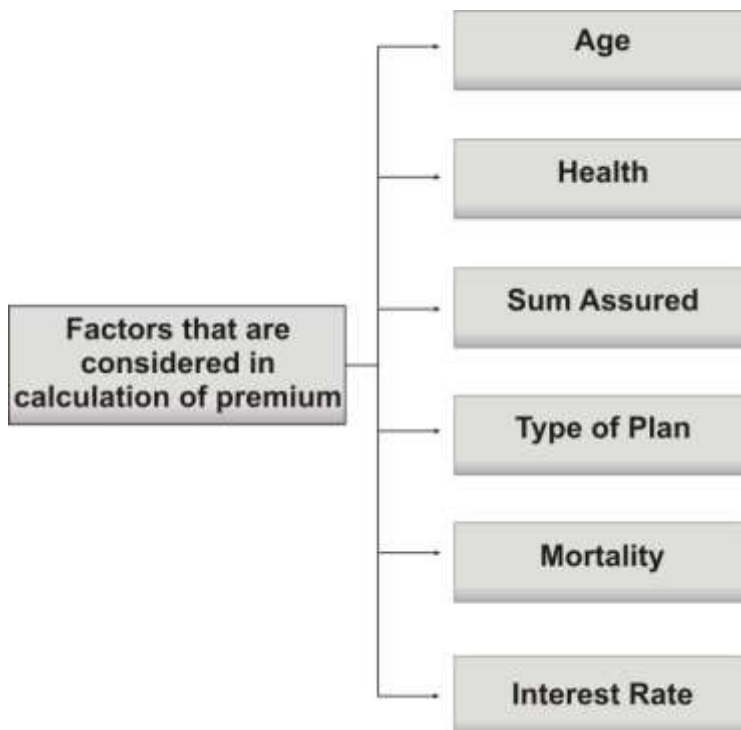 Age
Health
Sum Assured
Factors that are
considered in
calculation of premium
Type of Plan
Mortality
Interest Rate